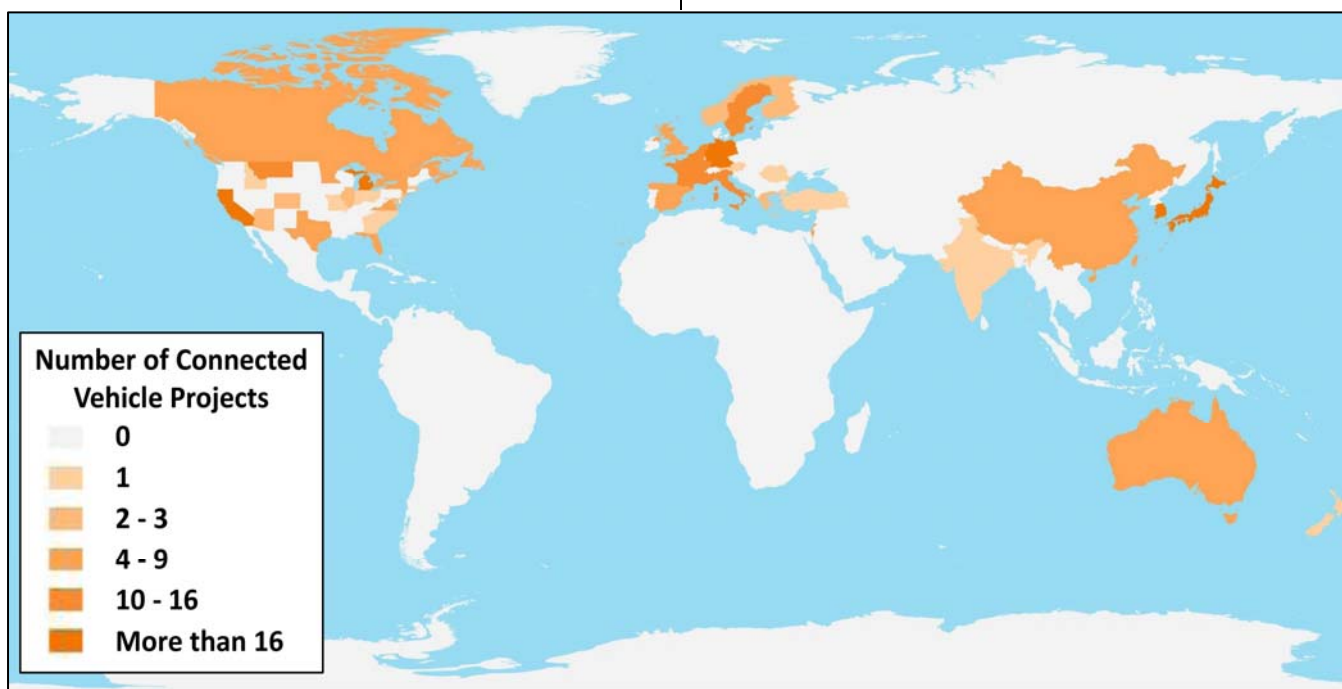 Number of Connected
Vehicle Projects
0
1
2 - 3
4 - 9
10 - 16
More than 16